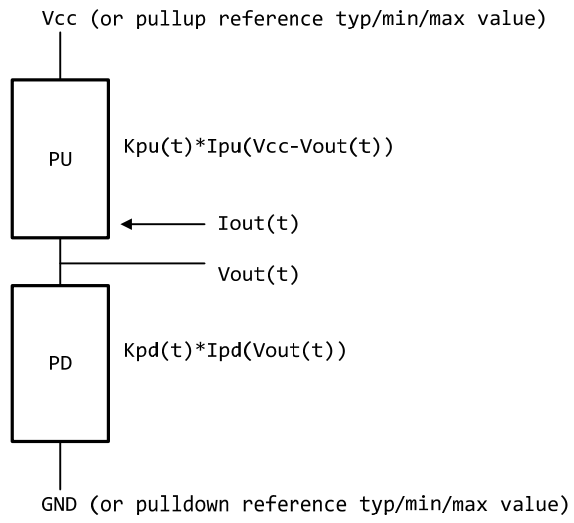 Vcc (or pullup reference typ/min/max value)
PU
Kpu(t)*Ipu(Vcc-Vout(t))
Iout(t)
Vout(t)
PD
Kpd(t)*Ipd(Vout(t))
GND (or pulldown reference typ/min/max value)